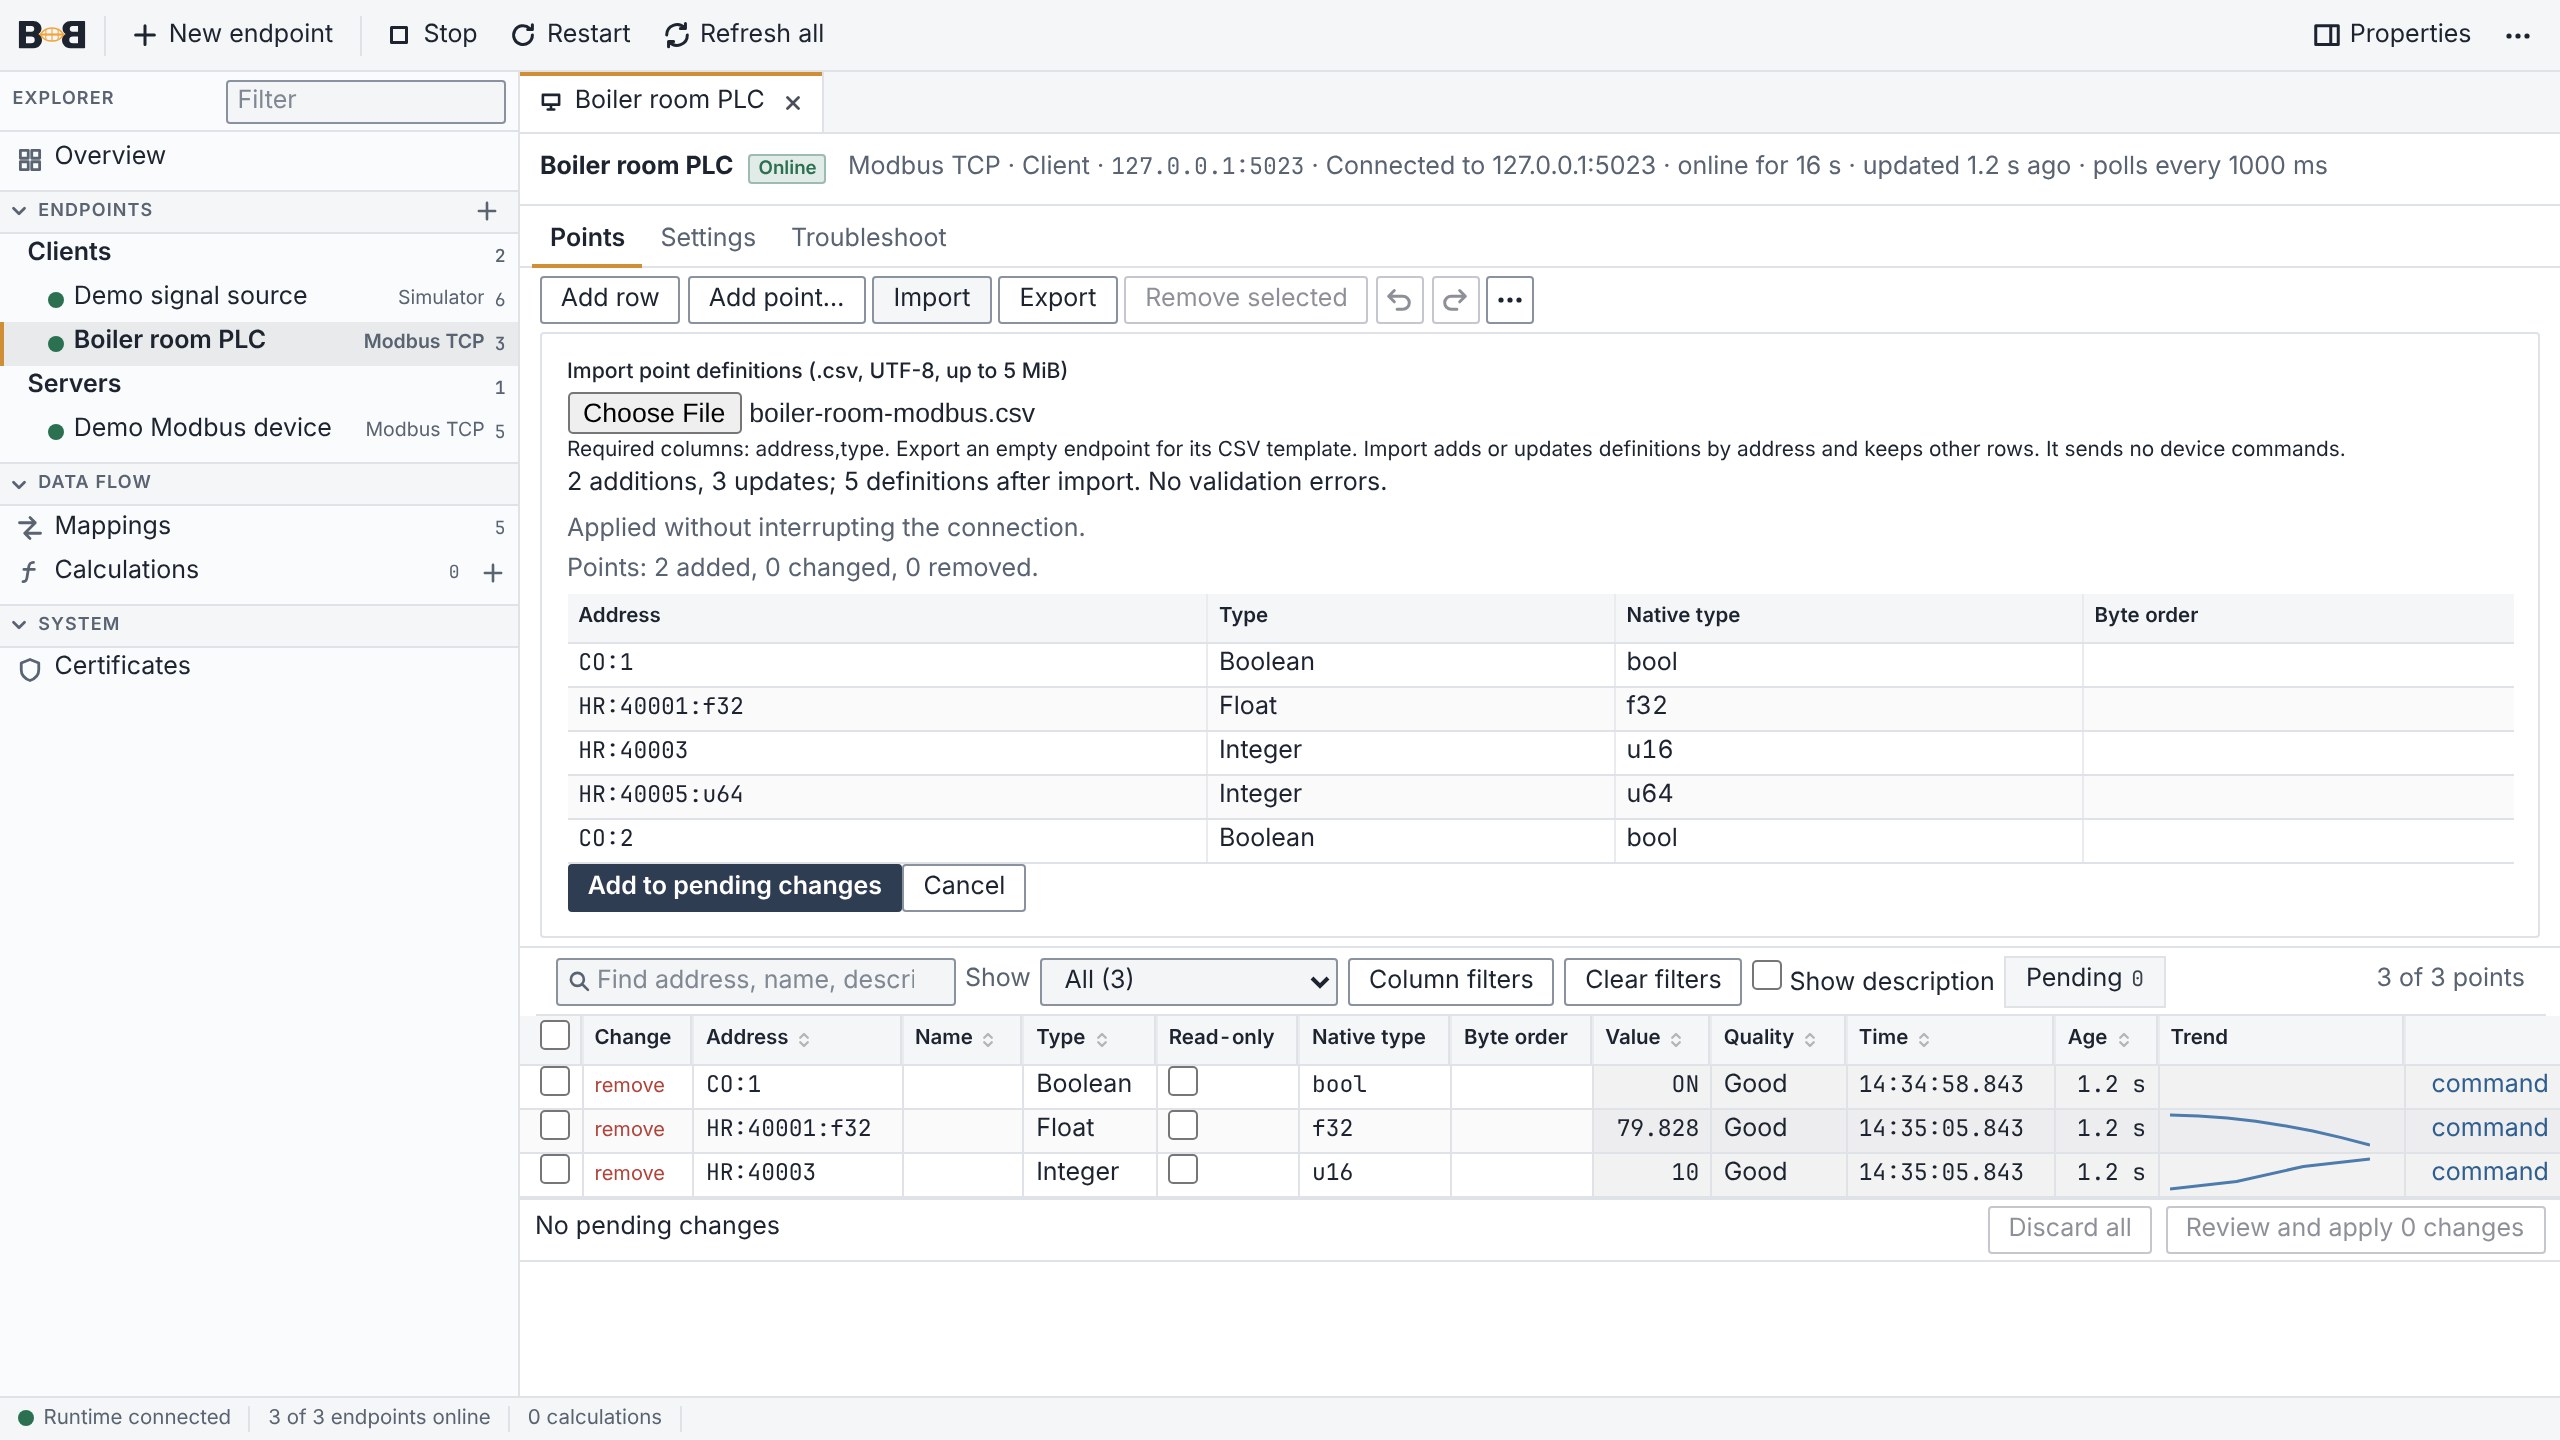 BB
New endpoint
Stop
Restart
Refresh all
Properties
EXPLORER
Filter
Overview
ENDPOINTS
Clients 2
Demo signal source Simulator 6
Boiler room PLC Modbus TCP 3
Servers 1
Demo Modbus device Modbus TCP 5
DATA FLOW
Mappings 5
Calculations 0
SYSTEM
Certificates
Boiler room PLC
Boiler room PLC Online Modbus TCP · Client · 127.0.0.1:5023 · Connected to 127.0.0.1:5023 · online for 16 s · updated 1.2 s ago · polls every 1000 ms
Points Settings Troubleshoot
Add row Add point... Import Export Remove selected
Import point definitions (.csv, UTF-8, up to 5 MiB)
Choose File boiler-room-modbus.csv
Required columns: address,type. Export an empty endpoint for its CSV template. Import adds or updates definitions by address and keeps other rows. It sends no device commands.
2 additions, 3 updates; 5 definitions after import. No validation errors.
Applied without interrupting the connection.
Points: 2 added, 0 changed, 0 removed.
Address Type Native type Byte order
CO:1 Boolean bool
HR:40001:f32 Float f32
HR:40003 Integer u16
HR:40005:u64 Integer u64
CO:2 Boolean bool
Add to pending changes Cancel
Find address, name, descri Show All (3) Column filters Clear filters Show description Pending 0 3 of 3 points
Change Address Name Type Read-only Native type Byte order Value Quality Time Age Trend
remove CO:1 Boolean bool ON Good 14:34:58.843 1.2 s command
remove HR:40001:f32 Float f32 79.828 Good 14:35:05.843 1.2 s command
remove HR:40003 Integer u16 10 Good 14:35:05.843 1.2 s command
No pending changes Discard all Review and apply 0 changes
Runtime connected 3 of 3 endpoints online 0 calculations